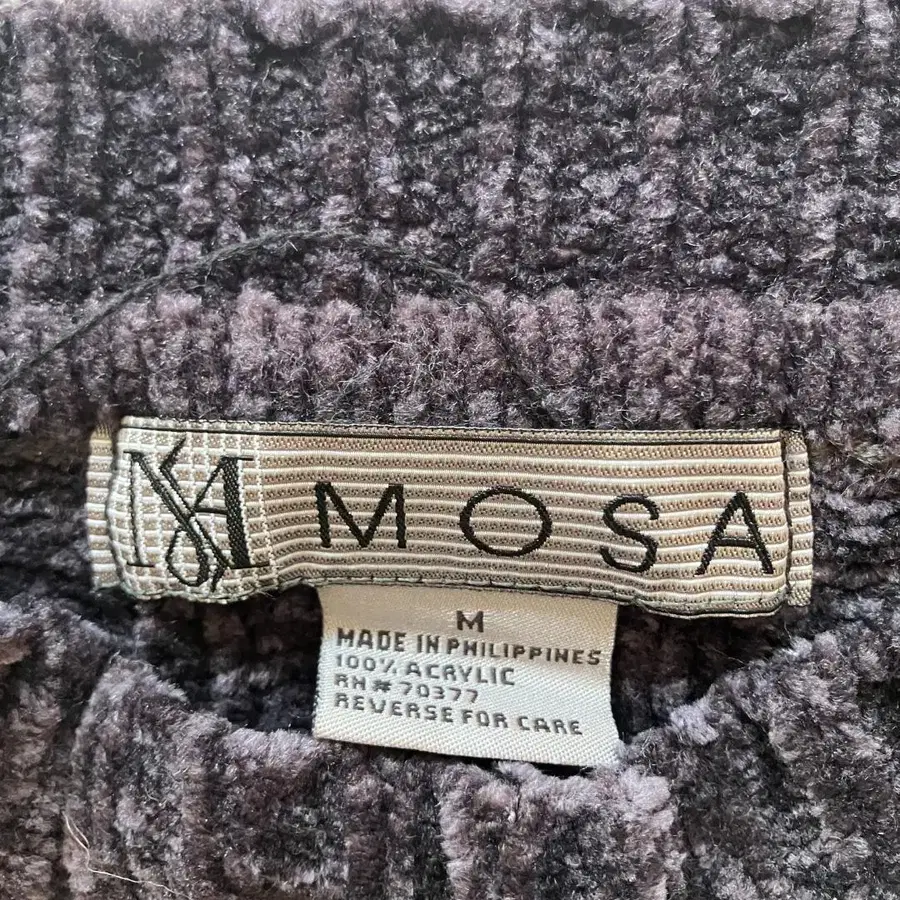 MOSA
M
MADE IN PHILIPPINES
100% ACRYLIC
RN# 70377
REVERSE FOR CARE